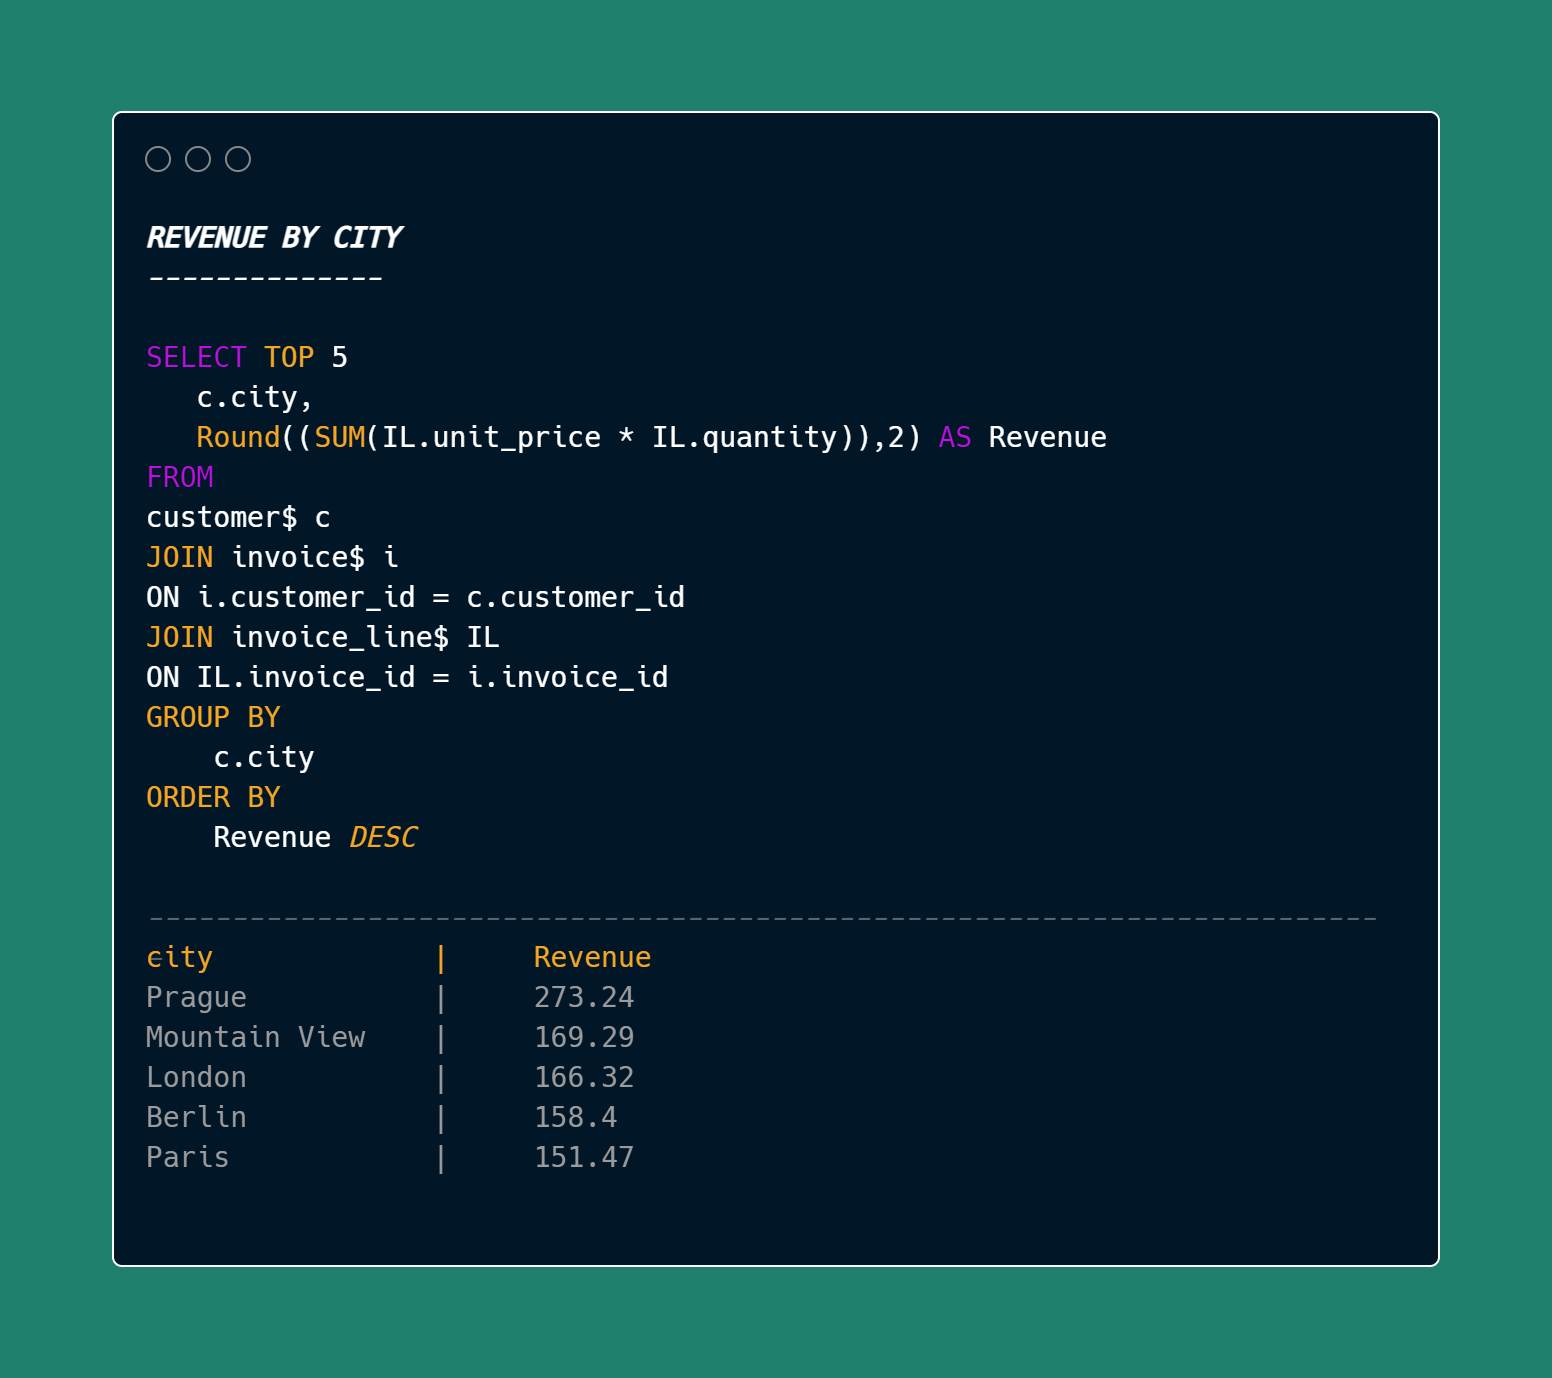 REVENUE BY CITY
--------------
SELECT TOP 5
   c.city,
   Round((SUM(IL.unit_price * IL.quantity)),2) AS Revenue
FROM
customer$ c
JOIN invoice$ i
ON i.customer_id = c.customer_id
JOIN invoice_line$ IL
ON IL.invoice_id = i.invoice_id
GROUP BY
    c.city
ORDER BY
    Revenue DESC
-------------------------------------------------------------------------
city             |     Revenue
Prague           |     273.24
Mountain View    |     169.29
London           |     166.32
Berlin           |     158.4
Paris            |     151.47